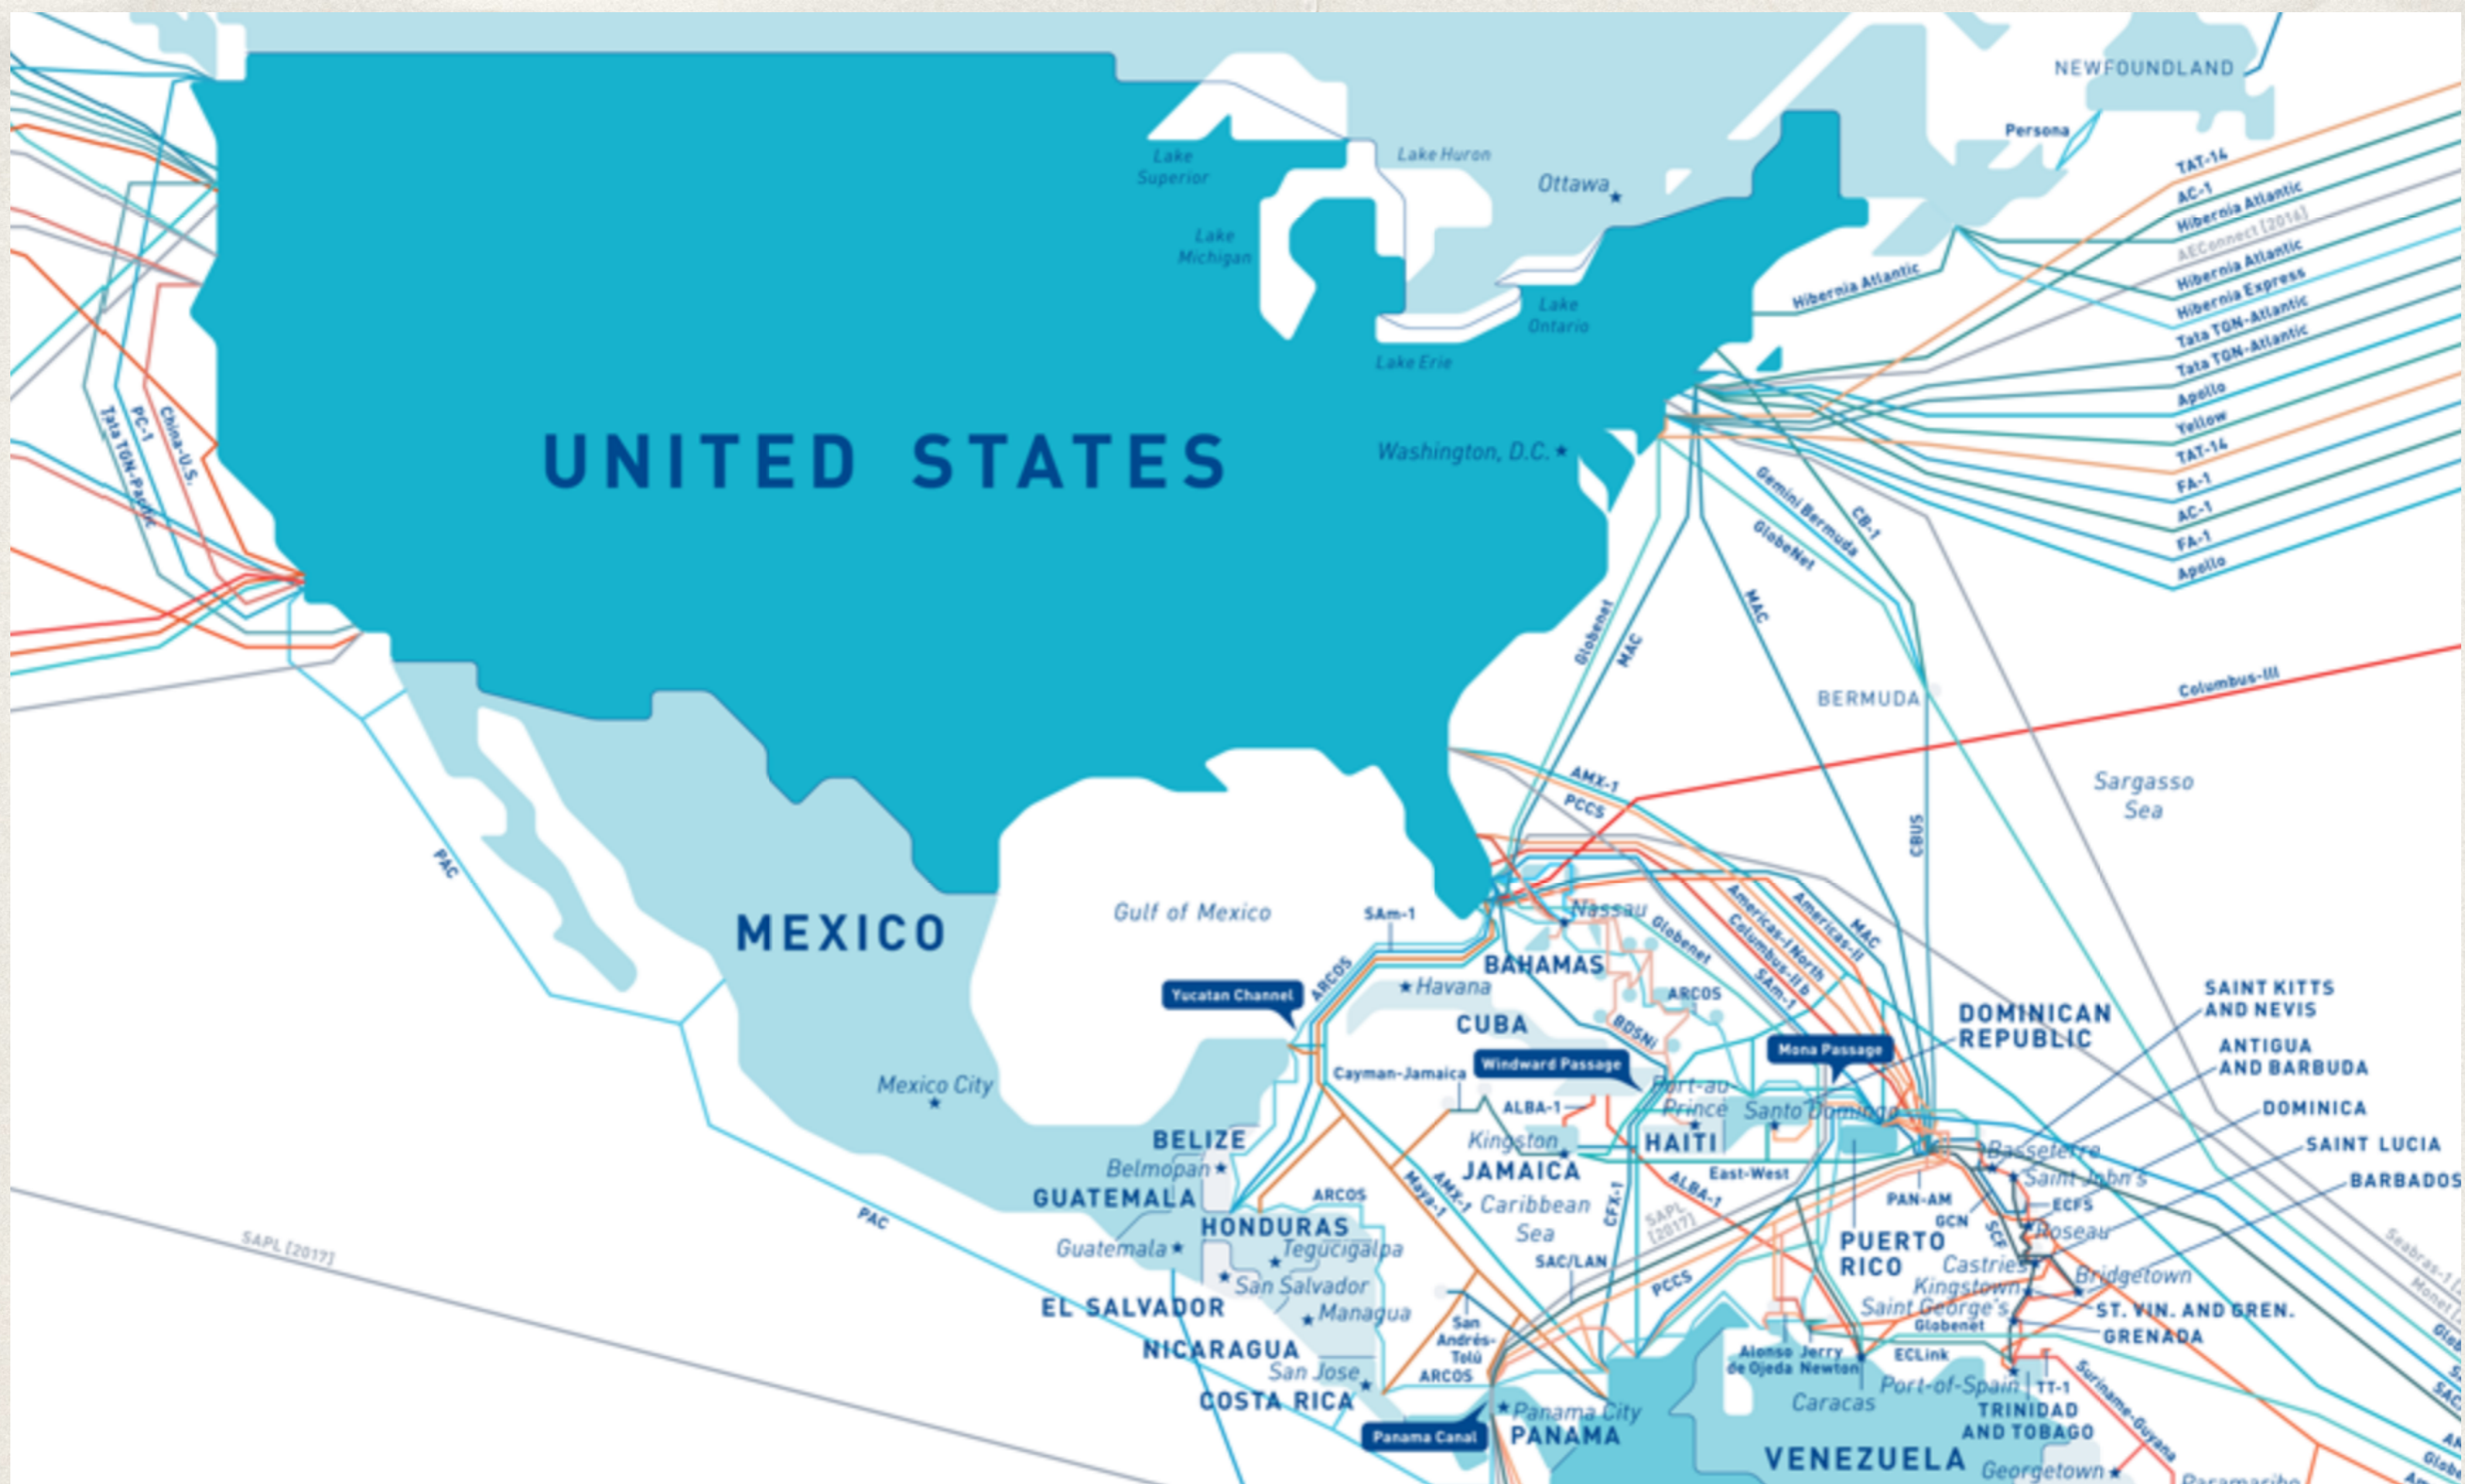 NEWFOUNDLAND
Persona
Lake
Superior
Lake Huron
Ottawa
Lake
Michigan
Lake
Ontario
Lake Erie
TAT-14
AC-1
Hibernia Atlantic
AEConnect [2016]
Hibernia Atlantic
Hibernia Atlantic
Hibernia Express
Tata TGN-Atlantic
Tata TGN-Atlantic
Apollo
Yellow
TAT-14
FA-1
AC-1
FA-1
Apollo
Tata TGN-Pacific
PC-1
China-U.S.
UNITED STATES
Washington, D.C.
Gemini Bermuda
CB-1
GlobeNet
Globenet
MAC
MAC
BERMUDA
Columbus-III
Sargasso
Sea
AMX-1
PCCS
CBUS
PAC
MEXICO
Gulf of Mexico
SAm-1
Nassau
Globenet
Americas-I North
Columbus-II b
SAm-1
Americas-II
MAC
BAHAMAS
ARCOS
Yucatan Channel
Havana
ARCOS
CUBA
BDSNi
DOMINICAN
REPUBLIC
SAINT KITTS
AND NEVIS
ANTIGUA
AND BARBUDA
Mona Passage
Windward Passage
Cayman-Jamaica
Mexico City
ALBA-1
Port-au-
Prince
Santo Domingo
DOMINICA
Kingston
HAITI
SAINT LUCIA
BELIZE
Belmopan
JAMAICA
East-West
Basseterre
Saint John's
BARBADOS
GUATEMALA
ARCOS
Maya-1
AMX-1
Caribbean
Sea
CFX-1
ALBA-1
SAPL
[2017]
PAN-AM
GCN
SCF
ECFS
Roseau
HONDURAS
PAC
SAPL [2017]
Guatemala
Tegucigalpa
San Salvador
SAC/LAN
PCCS
PUERTO
RICO
Castries
Bridgetown
Kingstown
EL SALVADOR
Managua
Saint George's
ST. VIN. AND GREN.
Globenet
GRENADA
San
Andrés-
Tolú
NICARAGUA
San Jose
ARCOS
Alonso
de Ojeda
Jerry
Newton
ECLink
Port-of-Spain
TT-1
Suriname-Guyana
COSTA RICA
Caracas
TRINIDAD
AND TOBAGO
Panama Canal
Panama City
PANAMA
VENEZUELA
Georgetown
Paramaribo